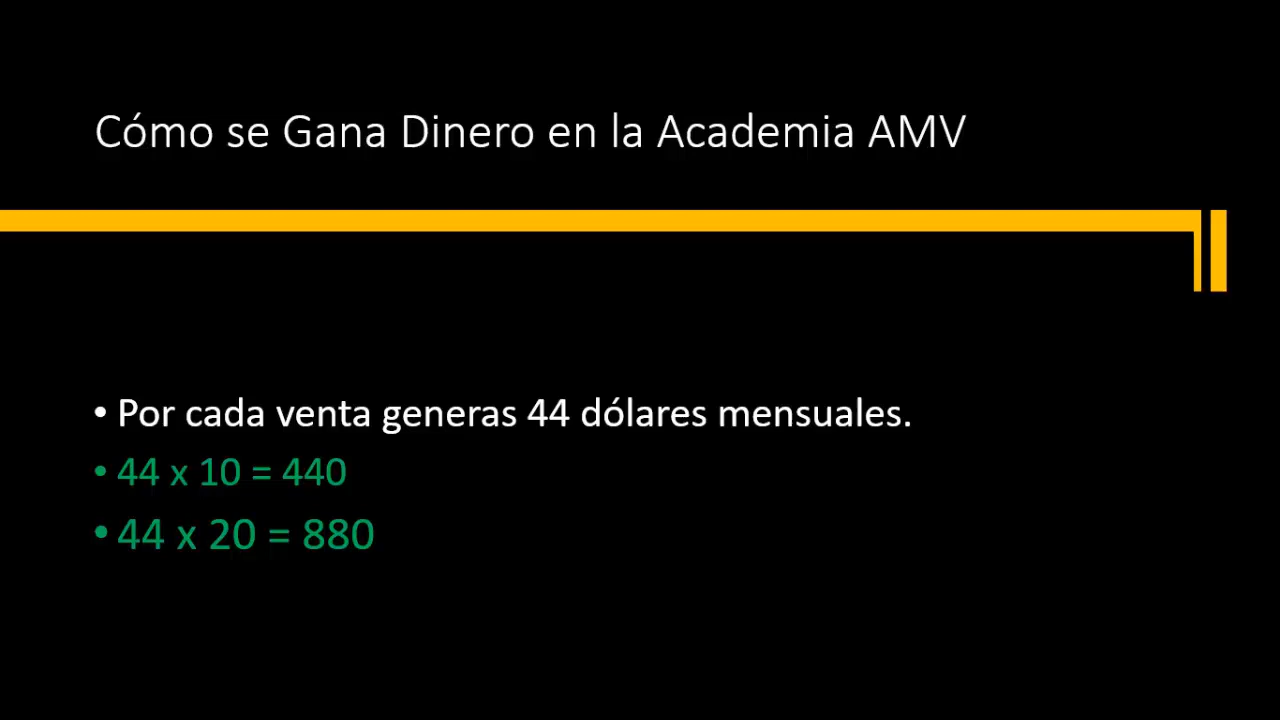 Cómo se Gana Dinero en la Academia AMV
• Por cada venta generas 44 dólares mensuales.
• 44 x 10 = 440
• 44 x 20 = 880